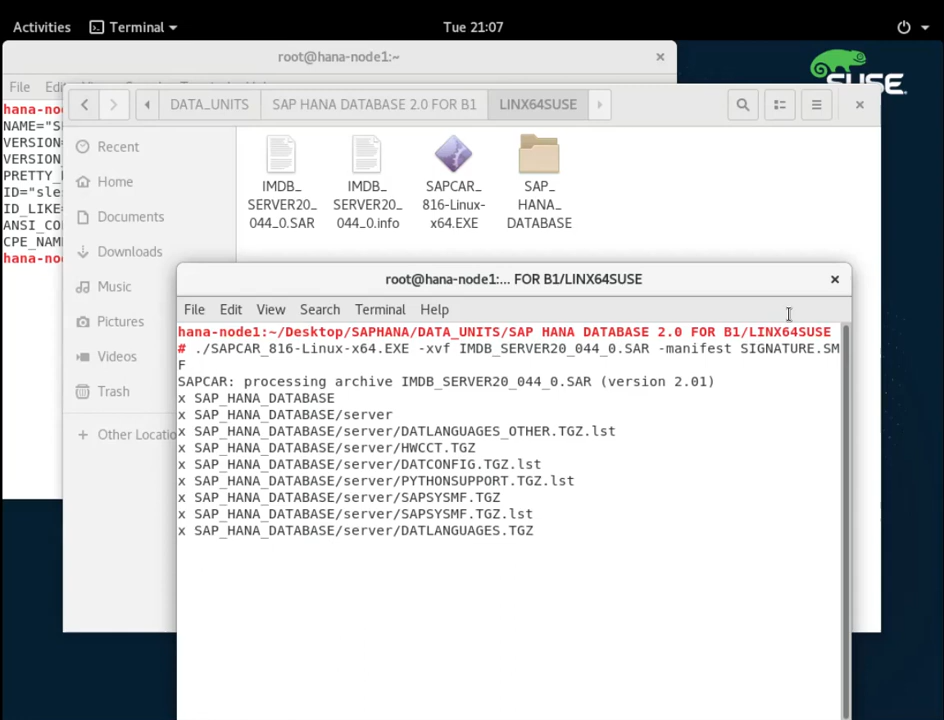 Activities Terminal Tue 21:07
SUSE
root@hana-node1:~
File Edi
DATA_UNITS SAP HANA DATABASE 2.0 FOR B1 LINX64SUSE
hana-no
NAME="S
VERSION
VERSION
PRETTY_
ID="sle
ID_LIKE
ANSI_CO
CPE_NAM
hana-no
Recent
Home
Documents
Downloads
Music
Pictures
Videos
Trash
Other Locatio
IMDB_
SERVER20_
044_0.SAR
IMDB_
SERVER20_
044_0.info
SAPCAR_
816-Linux-
x64.EXE
SAP_
HANA_
DATABASE
root@hana-node1:... FOR B1/LINX64SUSE
File Edit View Search Terminal Help
hana-node1:~/Desktop/SAPHANA/DATA_UNITS/SAP HANA DATABASE 2.0 FOR B1/LINX64SUSE
# ./SAPCAR_816-Linux-x64.EXE -xvf IMDB_SERVER20_044_0.SAR -manifest SIGNATURE.SM
F
SAPCAR: processing archive IMDB_SERVER20_044_0.SAR (version 2.01)
x SAP_HANA_DATABASE
x SAP_HANA_DATABASE/server
x SAP_HANA_DATABASE/server/DATLANGUAGES_OTHER.TGZ.lst
x SAP_HANA_DATABASE/server/HWCCT.TGZ
x SAP_HANA_DATABASE/server/DATCONFIG.TGZ.lst
x SAP_HANA_DATABASE/server/PYTHONSUPPORT.TGZ.lst
x SAP_HANA_DATABASE/server/SAPSYSMF.TGZ
x SAP_HANA_DATABASE/server/SAPSYSMF.TGZ.lst
x SAP_HANA_DATABASE/server/DATLANGUAGES.TGZ